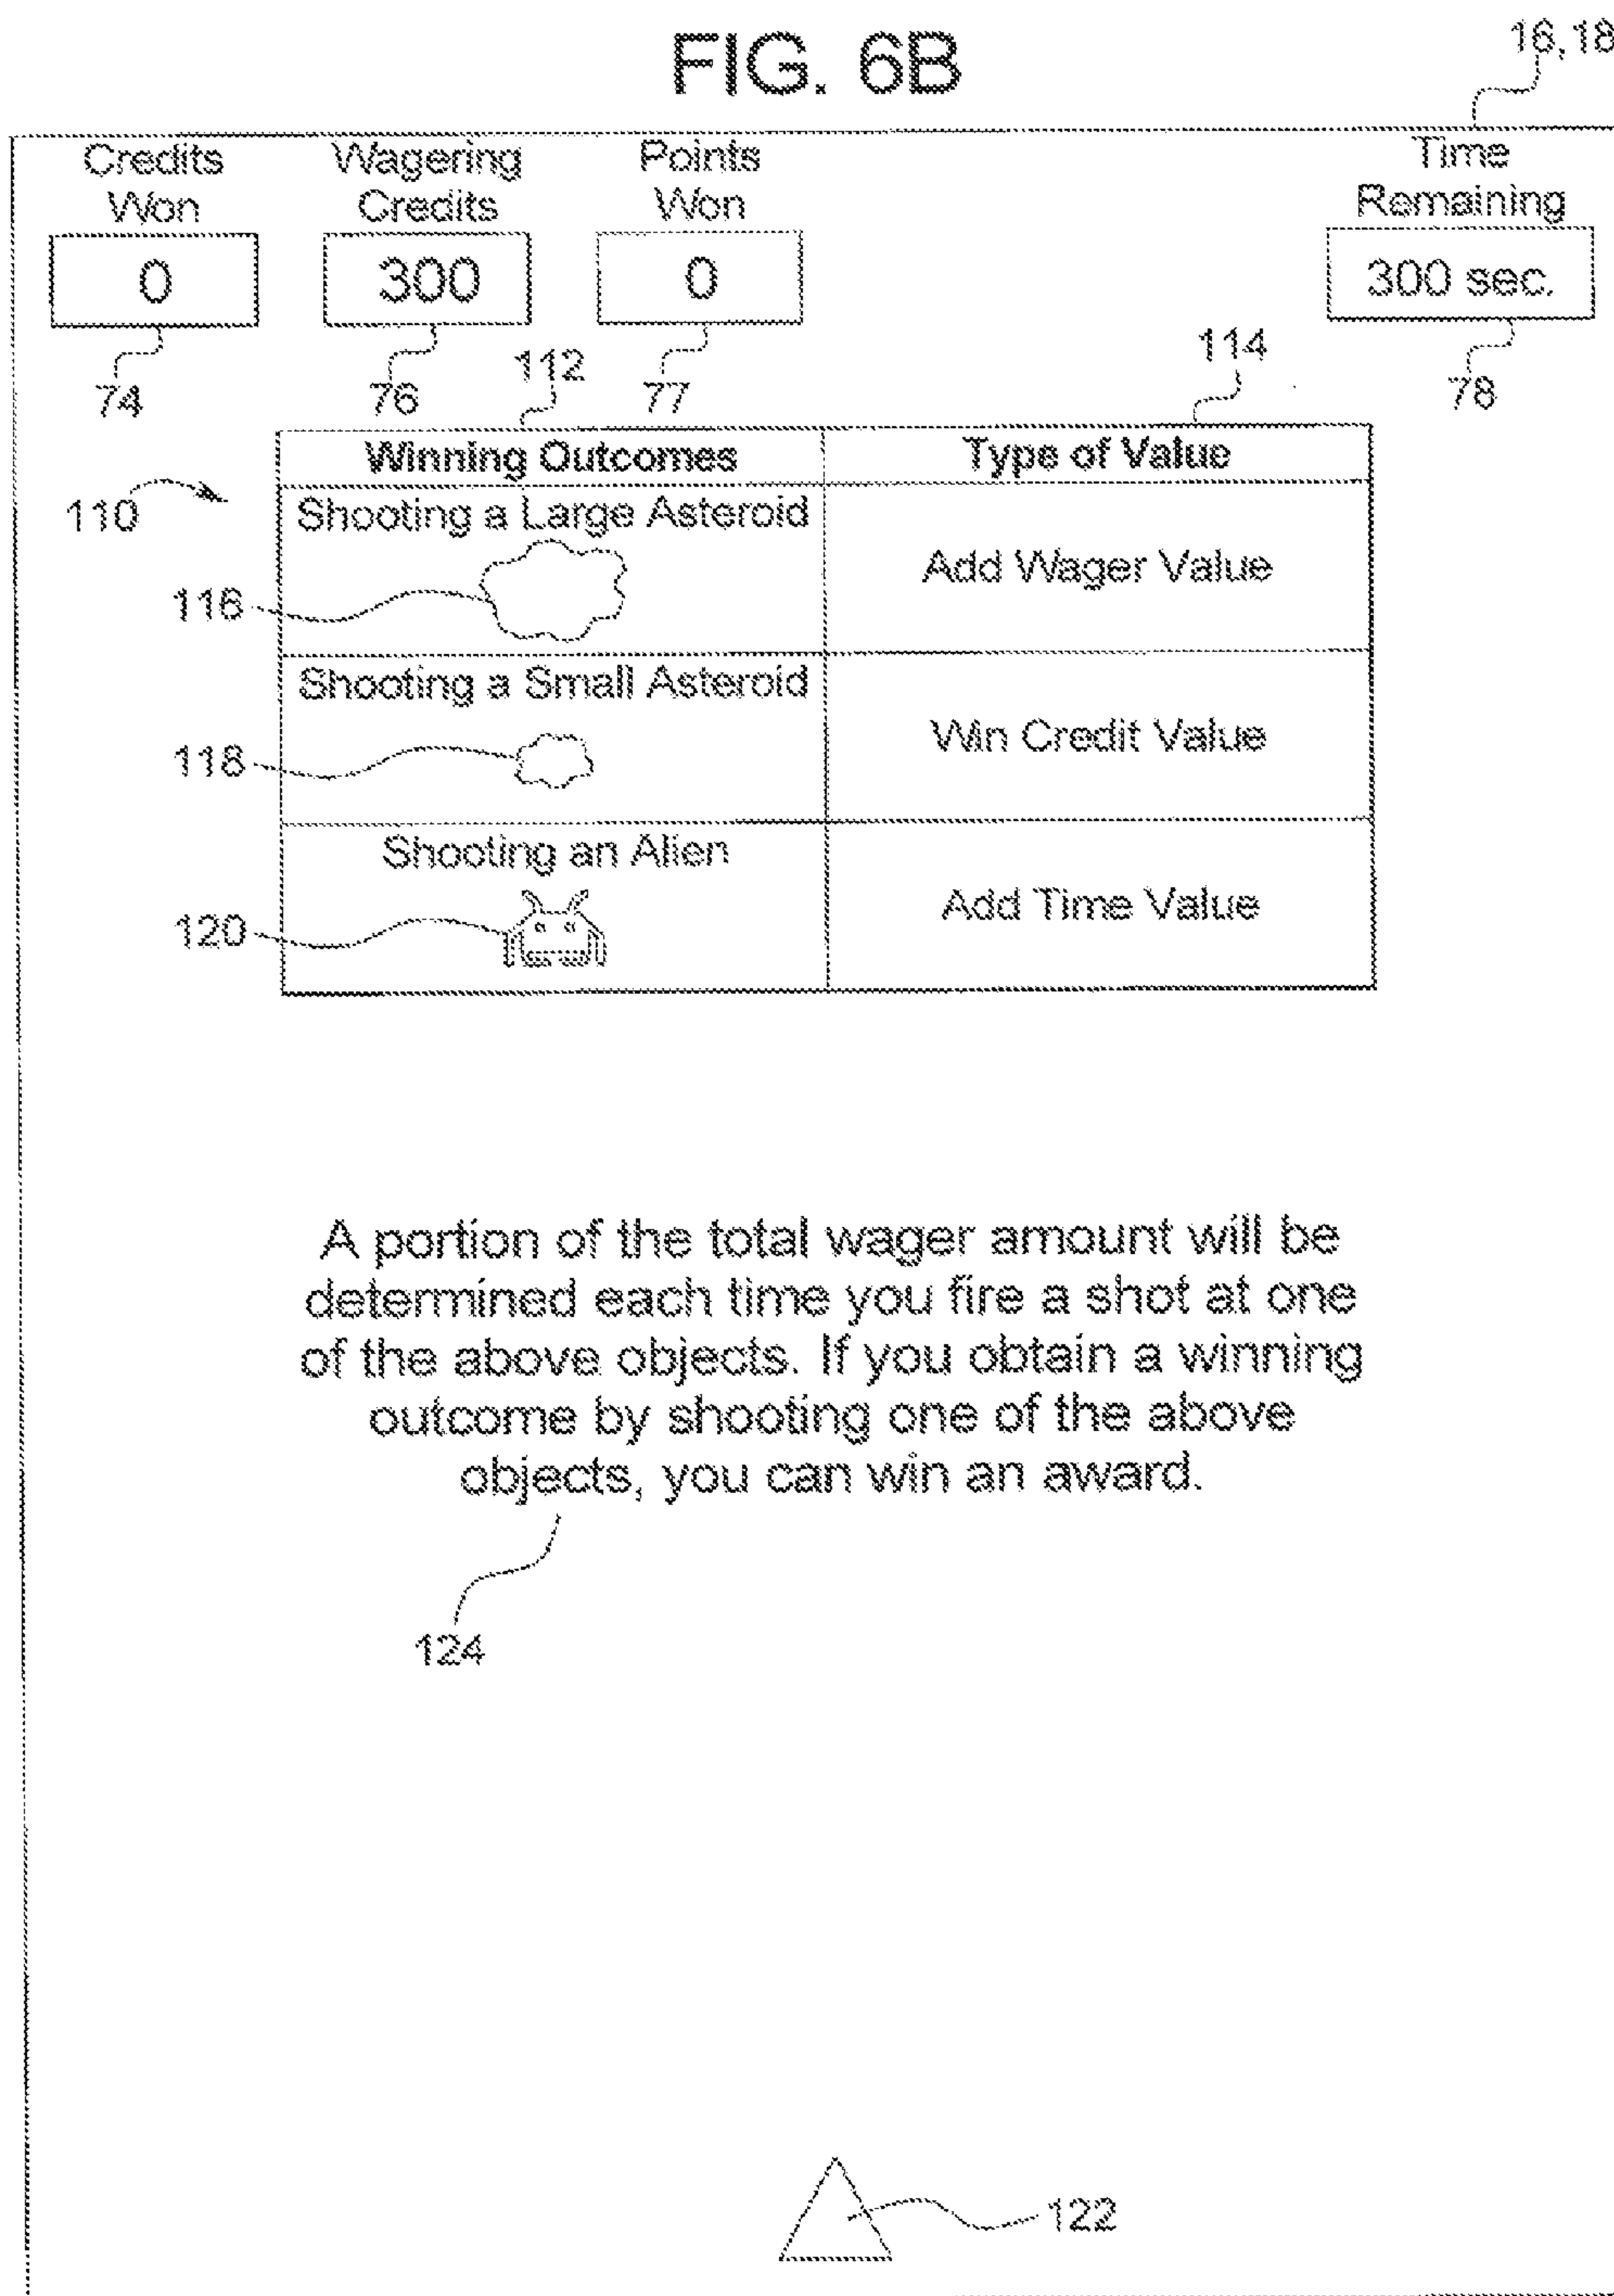 FIG. 6B
16,18
Credits Won
Wagering Credits
Points Won
Time Remaining
0
300
0
300 sec.
74
76
77
78
112
114
110
Winning Outcomes
Type of Value
Shooting a Large Asteroid
116
Add Wager Value
Shooting a Small Asteroid
118
Win Credit Value
Shooting an Alien
120
Add Time Value
A portion of the total wager amount will be
determined each time you fire a shot at one
of the above objects. If you obtain a winning
outcome by shooting one of the above
objects, you can win an award.
124
122